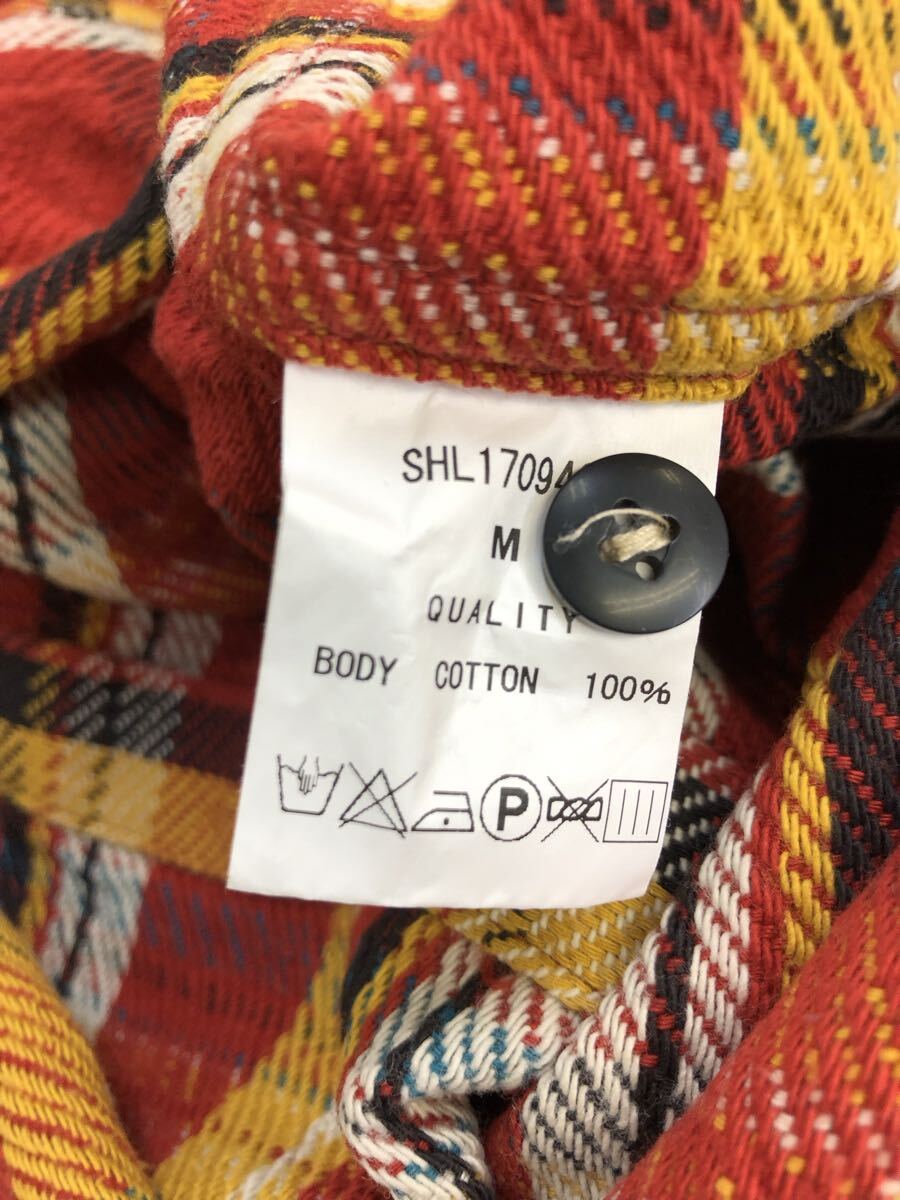 SHL17094
M
QUALITY
BODY COTTON 100%
P